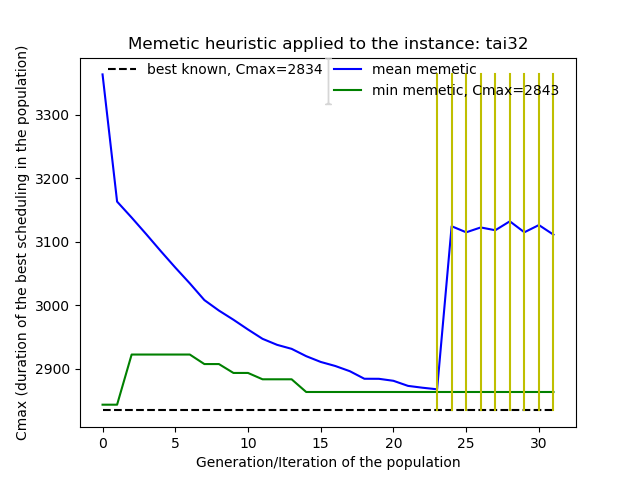 Memetic heuristic applied to the instance: tai32
best known, Cmax=2834
mean memetic
min memetic, Cmax=2843
Cmax (duration of the best scheduling in the population)
3300
3200
3100
3000
2900
0 5 10 15 20 25 30
Generation/Iteration of the population